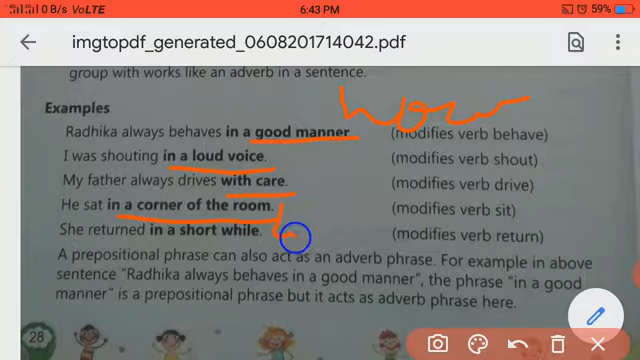 0 B/s VoLTE 6:43 PM 59%
imgtopdf_generated_0608201714042.pdf
group with works like an adverb in a sentence.
Examples
how
Radhika always behaves in a good manner (modifies verb behave)
I was shouting in a loud voice. (modifies verb shout)
My father always drives with care. (modifies verb drive)
He sat in a corner of the room. (modifies verb sit)
She returned in a short while. (modifies verb return)
A prepositional phrase can also act as an adverb phrase. For example in above
sentence "Radhika always behaves in a good manner", the phrase "in a good
manner" is a prepositional phrase but it acts as adverb phrase here.
28